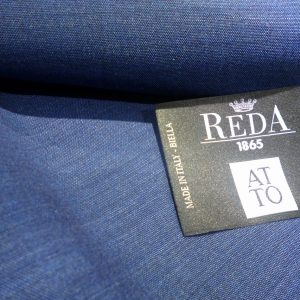 REDA
1865
AT
TO
MADE IN ITALY - BIELLA